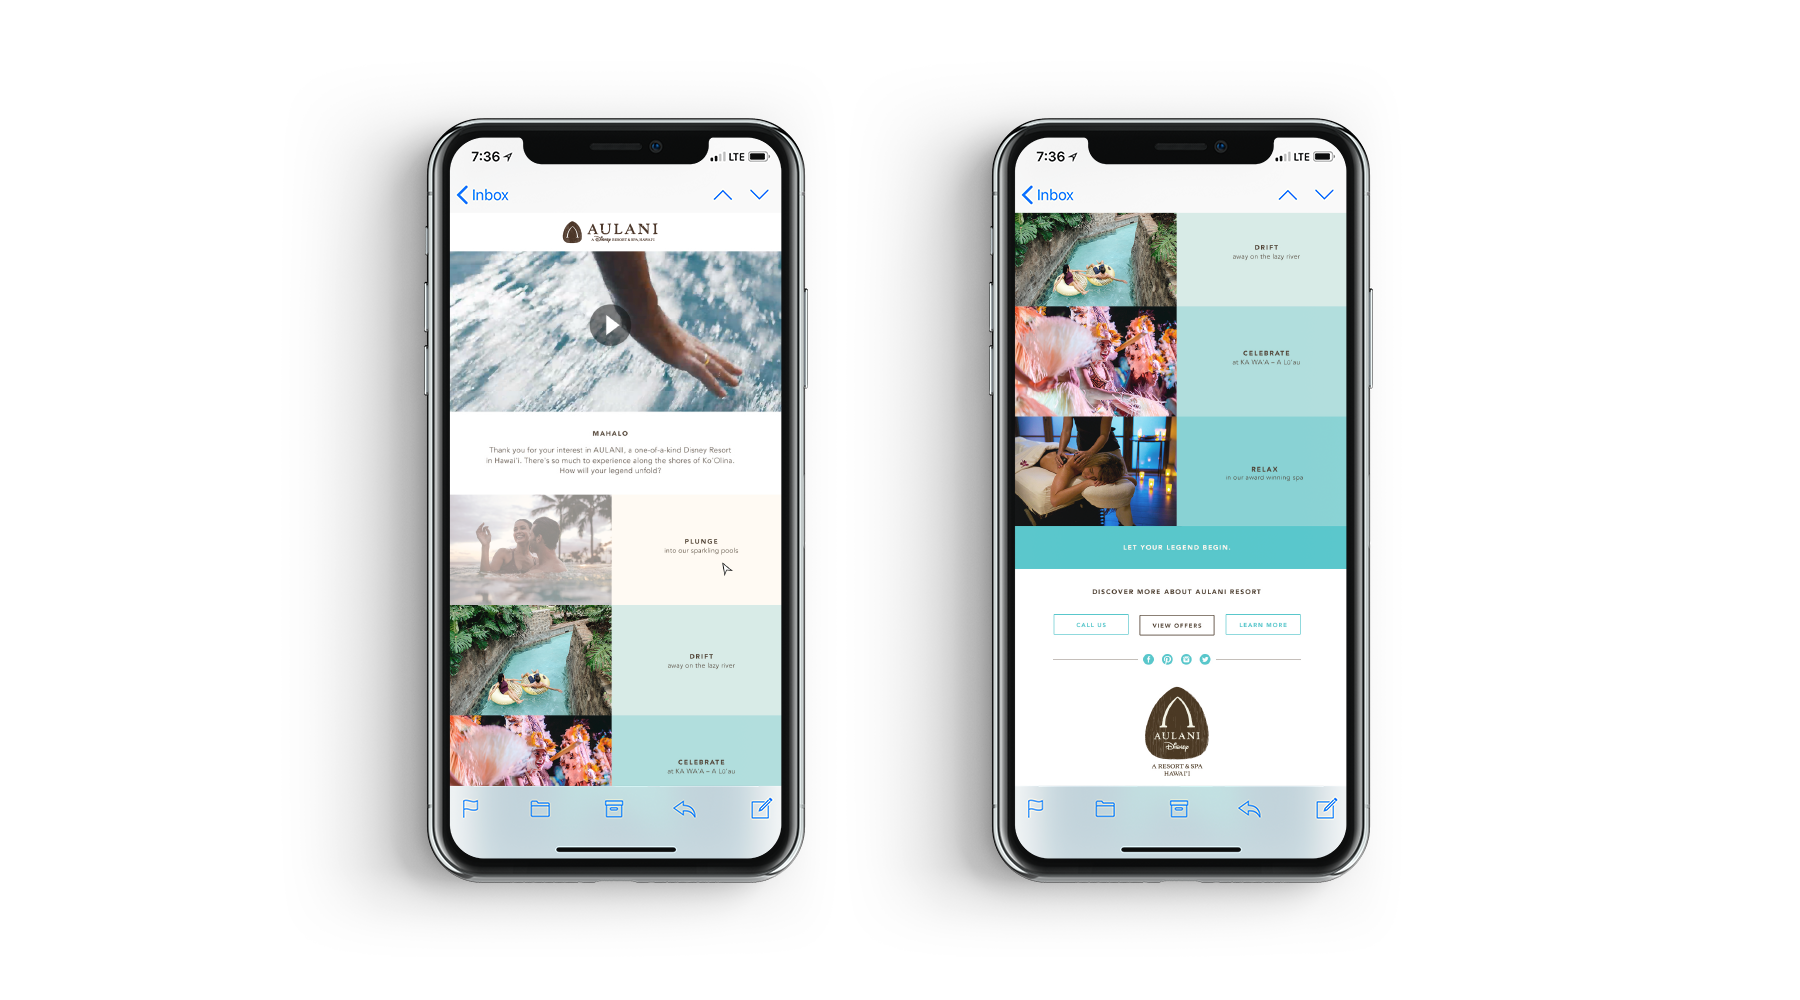 7:36
LTE
Inbox
AULANI
A Disney RESORT & SPA, HAWAI'I
MAHALO
Thank you for your interest in AULANI, a one-of-a-kind Disney Resort
in Hawai'i. There's so much to experience along the shores of Ko'Olina.
How will your legend unfold?
PLUNGE
into our sparkling pools
DRIFT
away on the lazy river
CELEBRATE
at KA WA'A – A Lū'au
7:36
LTE
Inbox
DRIFT
away on the lazy river
CELEBRATE
at KA WA'A – A Lū'au
RELAX
in our award winning spa
LET YOUR LEGEND BEGIN.
DISCOVER MORE ABOUT AULANI RESORT
CALL US
VIEW OFFERS
LEARN MORE
AULANI
Disney
A RESORT & SPA
HAWAI'I